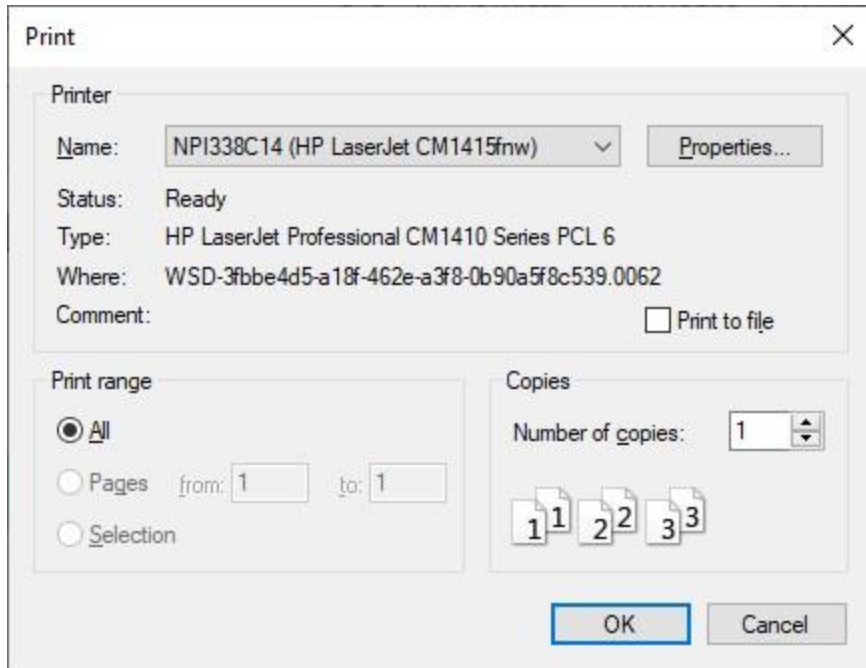 Print
Printer
Name: NPI338C14 (HP LaserJet CM1415fnw) Properties...
Status: Ready
Type: HP LaserJet Professional CM1410 Series PCL 6
Where: WSD-3fbbe4d5-a18f-462e-a3f8-0b90a5f8c539.0062
Comment: Print to file
Print range
All
Pages from: 1 to: 1
Selection
Copies
Number of copies: 1
1 1 2 2 3 3
OK Cancel